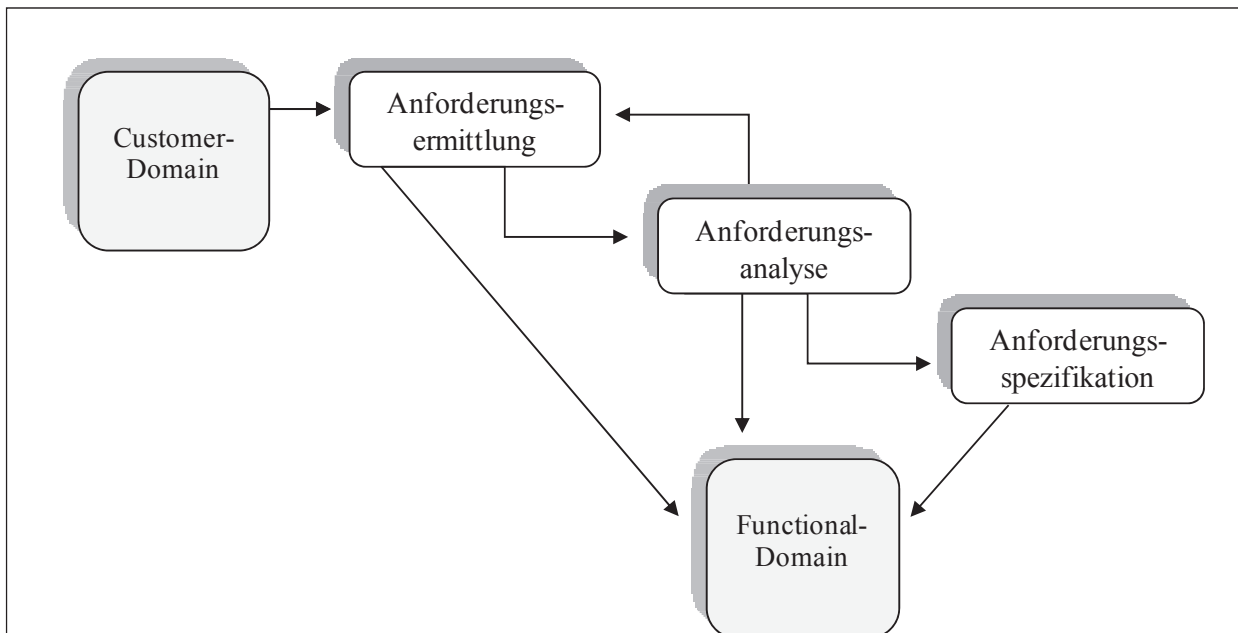 Customer-
Domain
Anforderungs-
ermittlung
Anforderungs-
analyse
Anforderungs-
spezifikation
Functional-
Domain